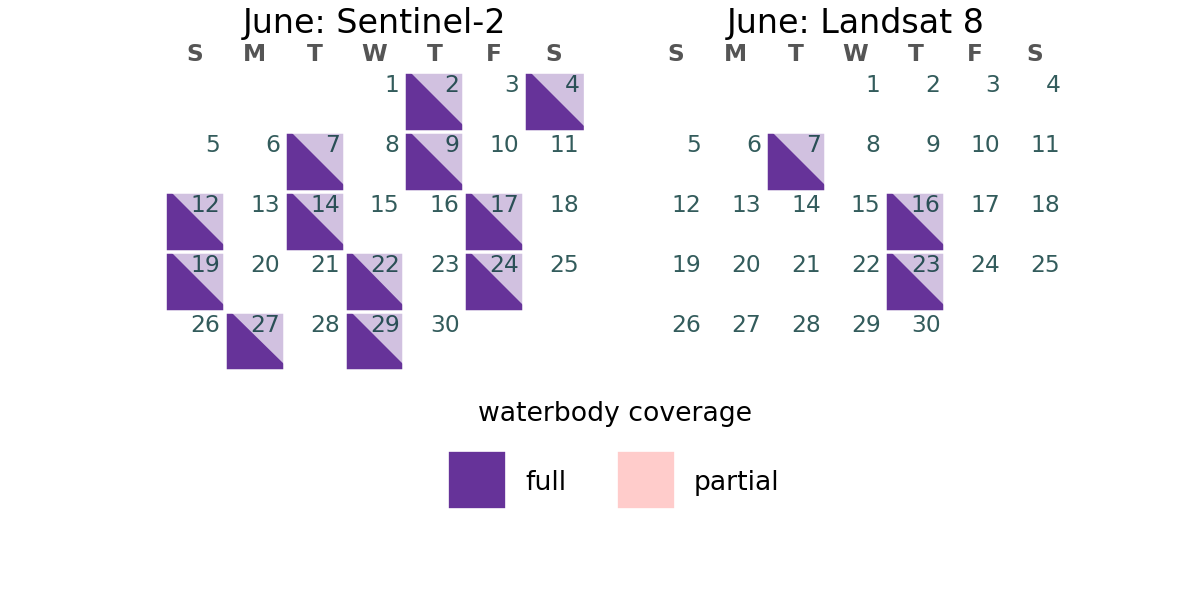 June: Sentinel-2
S M T W T F S
1 2 3 4
5 6 7 8 9 10 11
12 13 14 15 16 17 18
19 20 21 22 23 24 25
26 27 28 29 30
June: Landsat 8
S M T W T F S
1 2 3 4
5 6 7 8 9 10 11
12 13 14 15 16 17 18
19 20 21 22 23 24 25
26 27 28 29 30
waterbody coverage
full partial